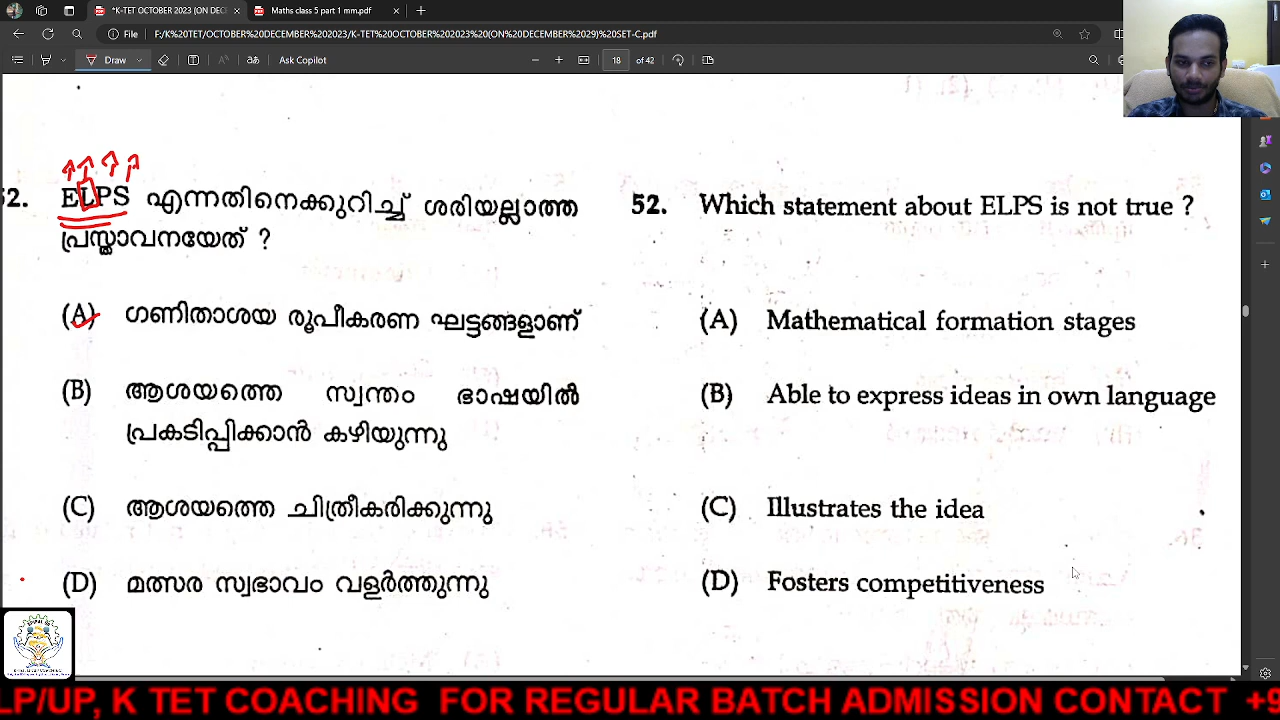 *K-TET OCTOBER 2023 (ON DECEM
Maths class 5 part 1 mm.pdf
File
F:/K%20TET/OCTOBER%20DECEMBER%202023/K-TET%20OCTOBER%202023%20(ON%20DECEMBER%2029)%20SET-C.pdf
Draw
Ask Copilot
18 of 42
52. ELPS എന്നതിനെക്കുറിച്ച് ശരിയല്ലാത്ത
പ്രസ്താവനയേത് ?
(A) ഗണിതാശയ രൂപീകരണ ഘട്ടങ്ങളാണ്
(B) ആശയത്തെ സ്വന്തം ഭാഷയിൽ
പ്രകടിപ്പിക്കാൻ കഴിയുന്നു
(C) ആശയത്തെ ചിത്രീകരിക്കുന്നു
(D) മത്സര സ്വഭാവം വളർത്തുന്നു
52. Which statement about ELPS is not true ?
(A) Mathematical formation stages
(B) Able to express ideas in own language
(C) Illustrates the idea
(D) Fosters competitiveness
LP/UP, K TET COACHING FOR REGULAR BATCH ADMISSION CONTACT +9